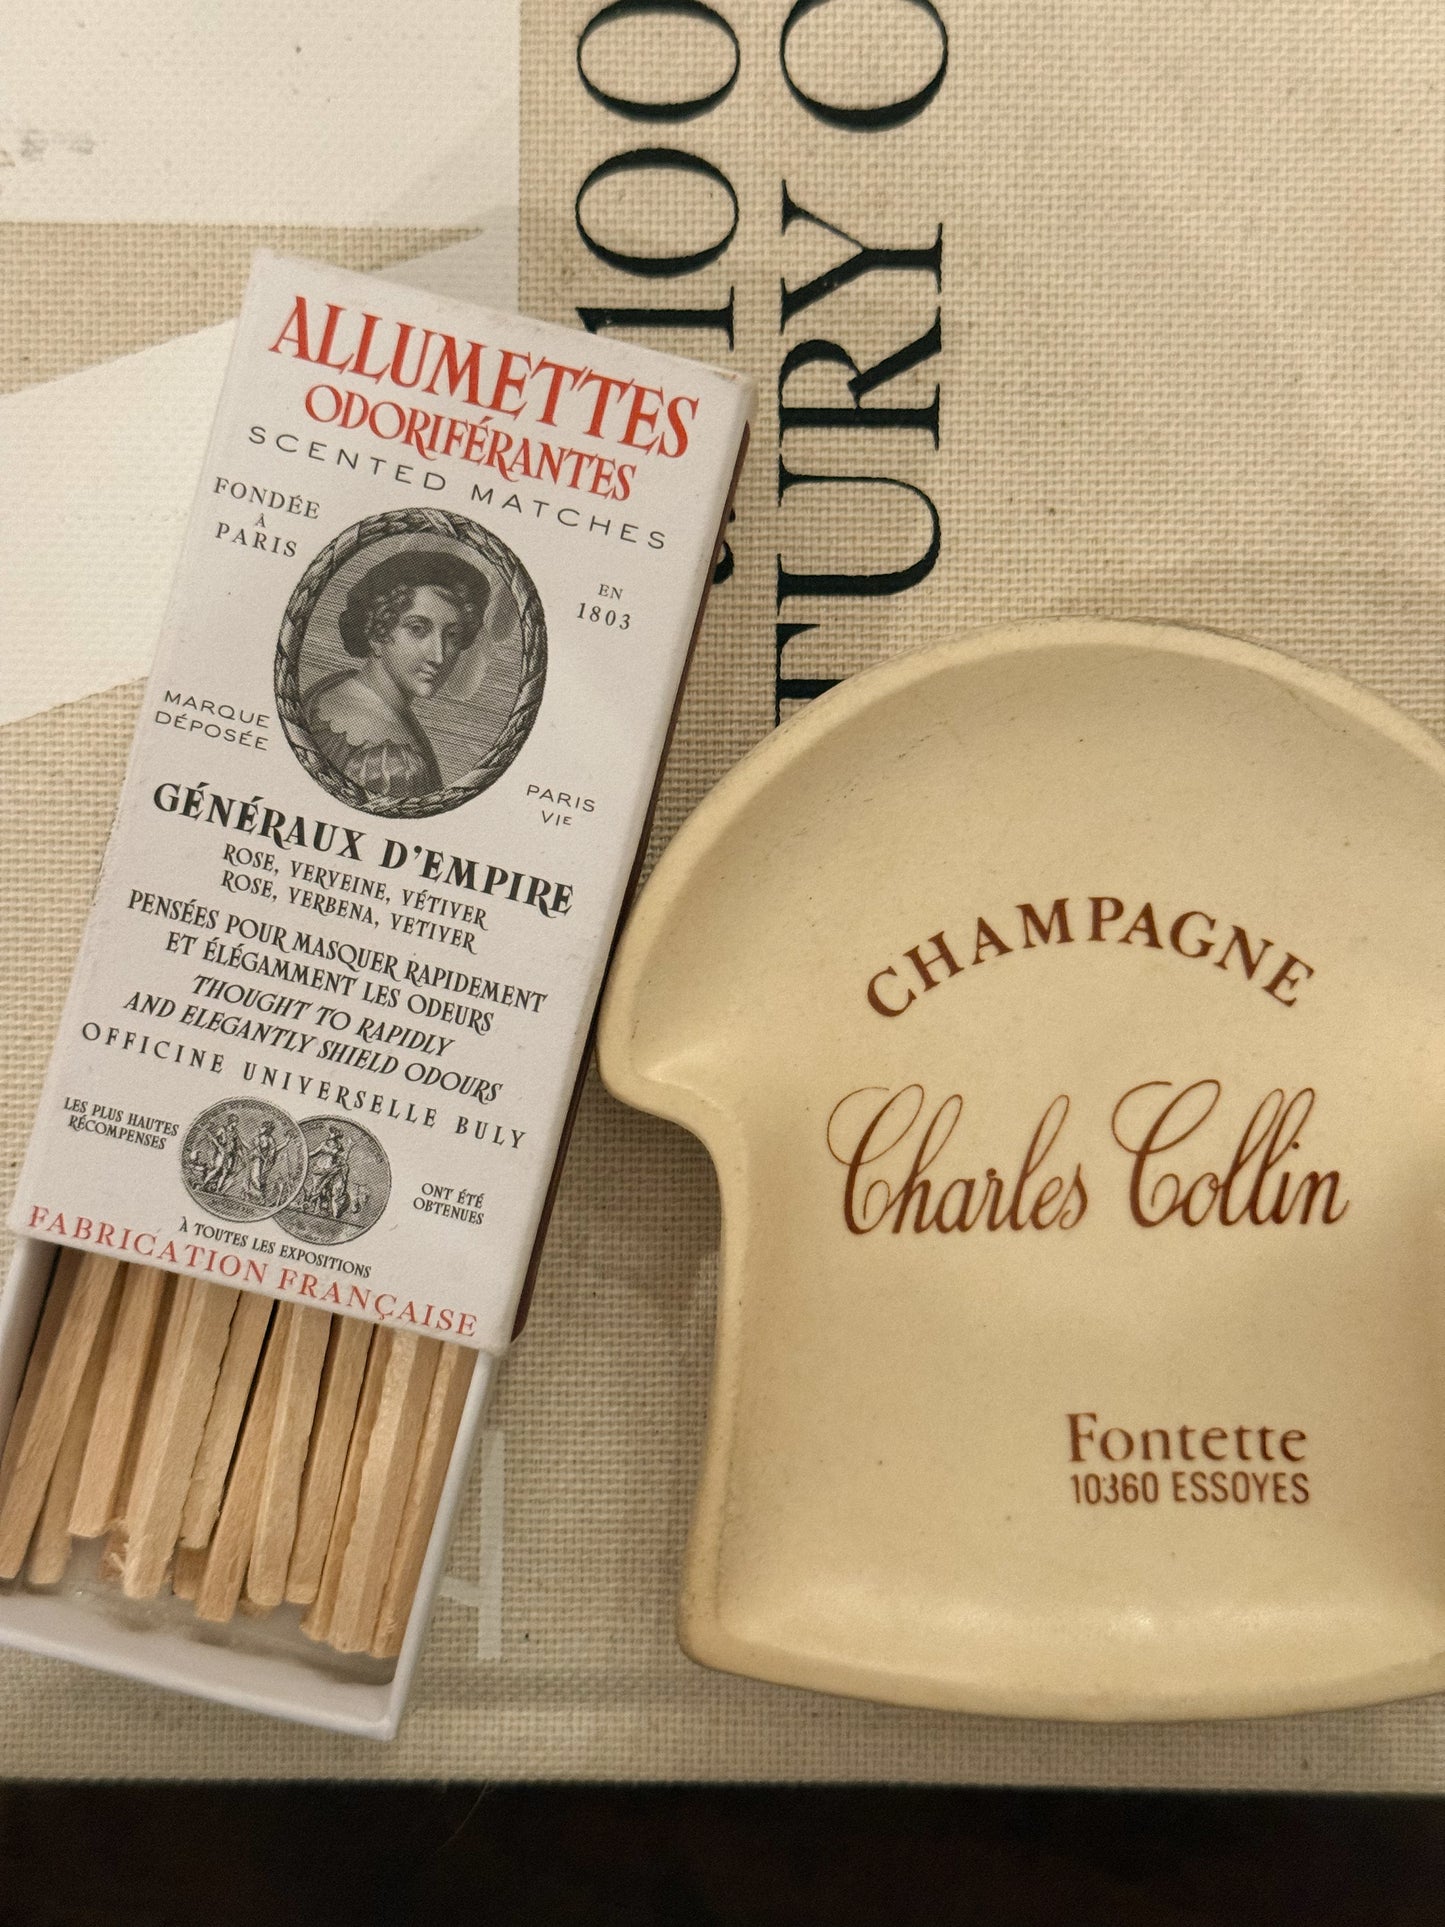 100
TURY O
ALLUMETTES
ODORIFÉRANTES
SCENTED MATCHES
FONDÉE
À
PARIS
EN
1803
MARQUE
DÉPOSÉE
PARIS
VIE
GÉNÉRAUX D'EMPIRE
ROSE, VERVEINE, VÉTIVER
ROSE, VERBENA, VETIVER
PENSÉES POUR MASQUER RAPIDEMENT
ET ÉLÉGAMMENT LES ODEURS
THOUGHT TO RAPIDLY
AND ELEGANTLY SHIELD ODOURS
OFFICINE UNIVERSELLE BULY
LES PLUS HAUTES
RÉCOMPENSES
ONT ÉTÉ
OBTENUES
À TOUTES LES EXPOSITIONS
FABRICATION FRANÇAISE
CHAMPAGNE
Charles Collin
Fontette
10360 ESSOYES